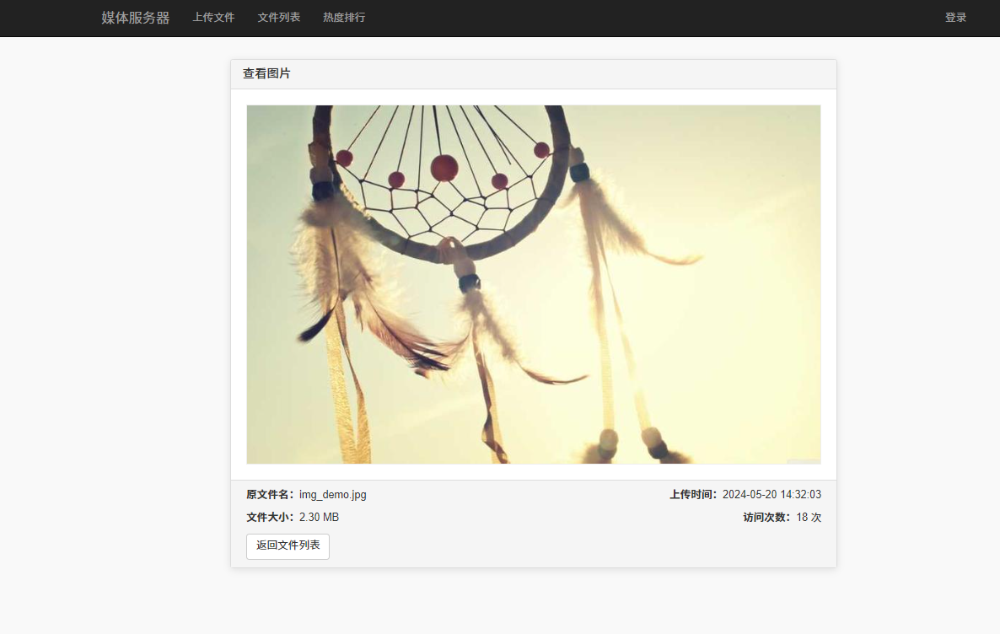 媒体服务器 上传文件 文件列表 热度排行 登录
查看图片
原文件名：img_demo.jpg 上传时间：2024-05-20 14:32:03
文件大小：2.30 MB 访问次数：18 次
返回文件列表